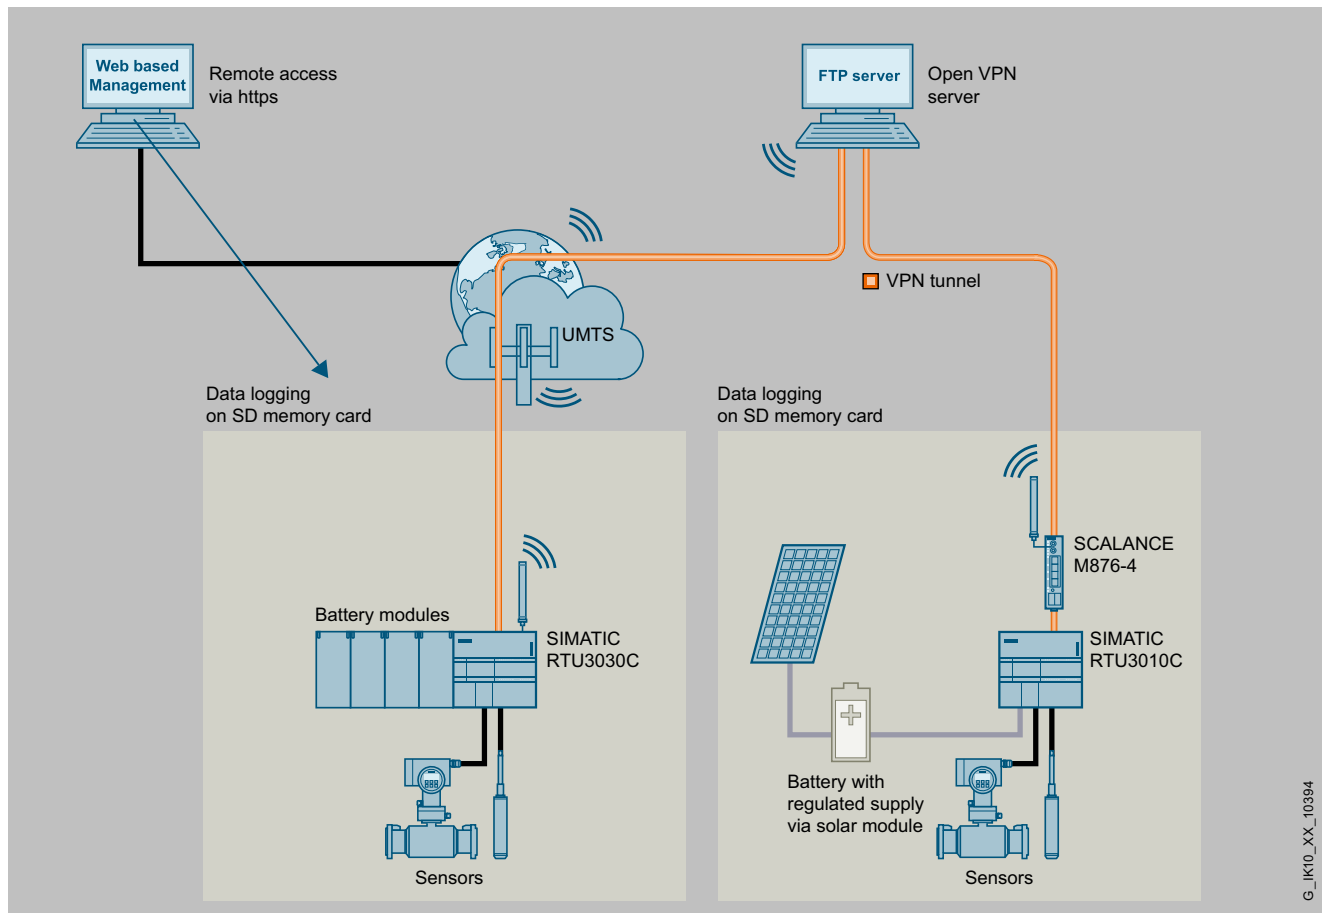 Web based
Management
Remote access
via https
FTP server
Open VPN
server
VPN tunnel
UMTS
Data logging
on SD memory card
Data logging
on SD memory card
SCALANCE
M876-4
Battery modules
SIMATIC
RTU3030C
SIMATIC
RTU3010C
Battery with
regulated supply
via solar module
Sensors
Sensors
G_IK10_XX_10394